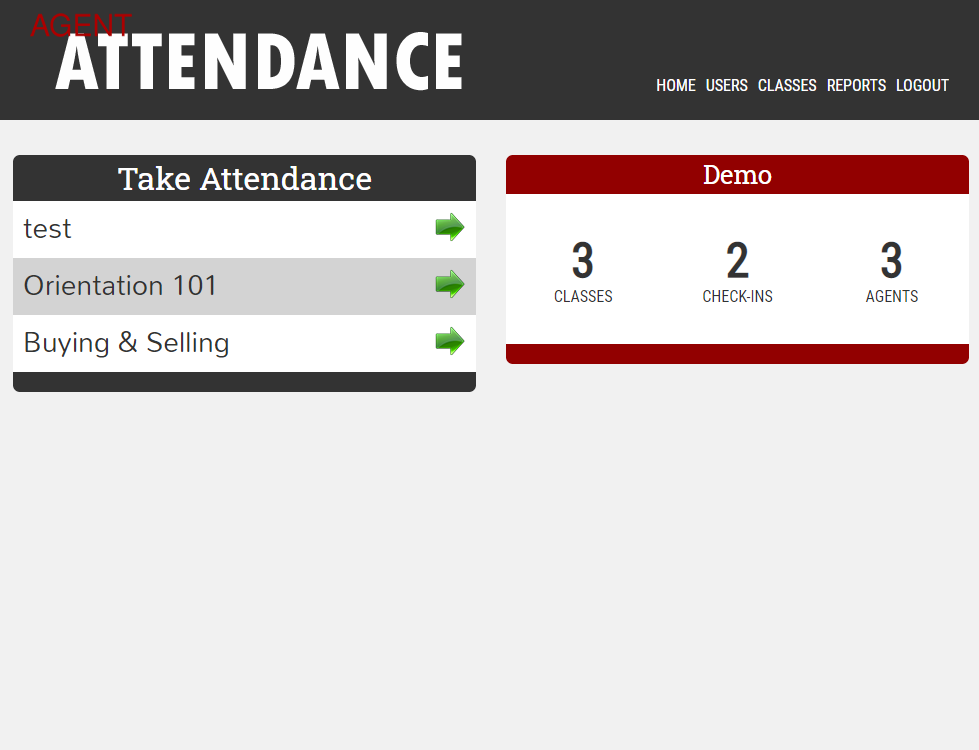 AGENT
ATTENDANCE
HOME USERS CLASSES REPORTS LOGOUT
Take Attendance
test
Orientation 101
Buying & Selling
Demo
3 2 3
CLASSES CHECK-INS AGENTS